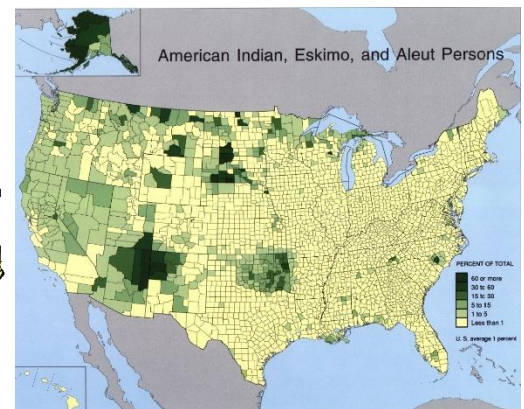 American Indian, Eskimo, and Aleut Persons
PERCENT OF TOTAL
60 or more
30 to 60
15 to 30
5 to 15
1 to 5
Less than 1
U. S. average 1 percent